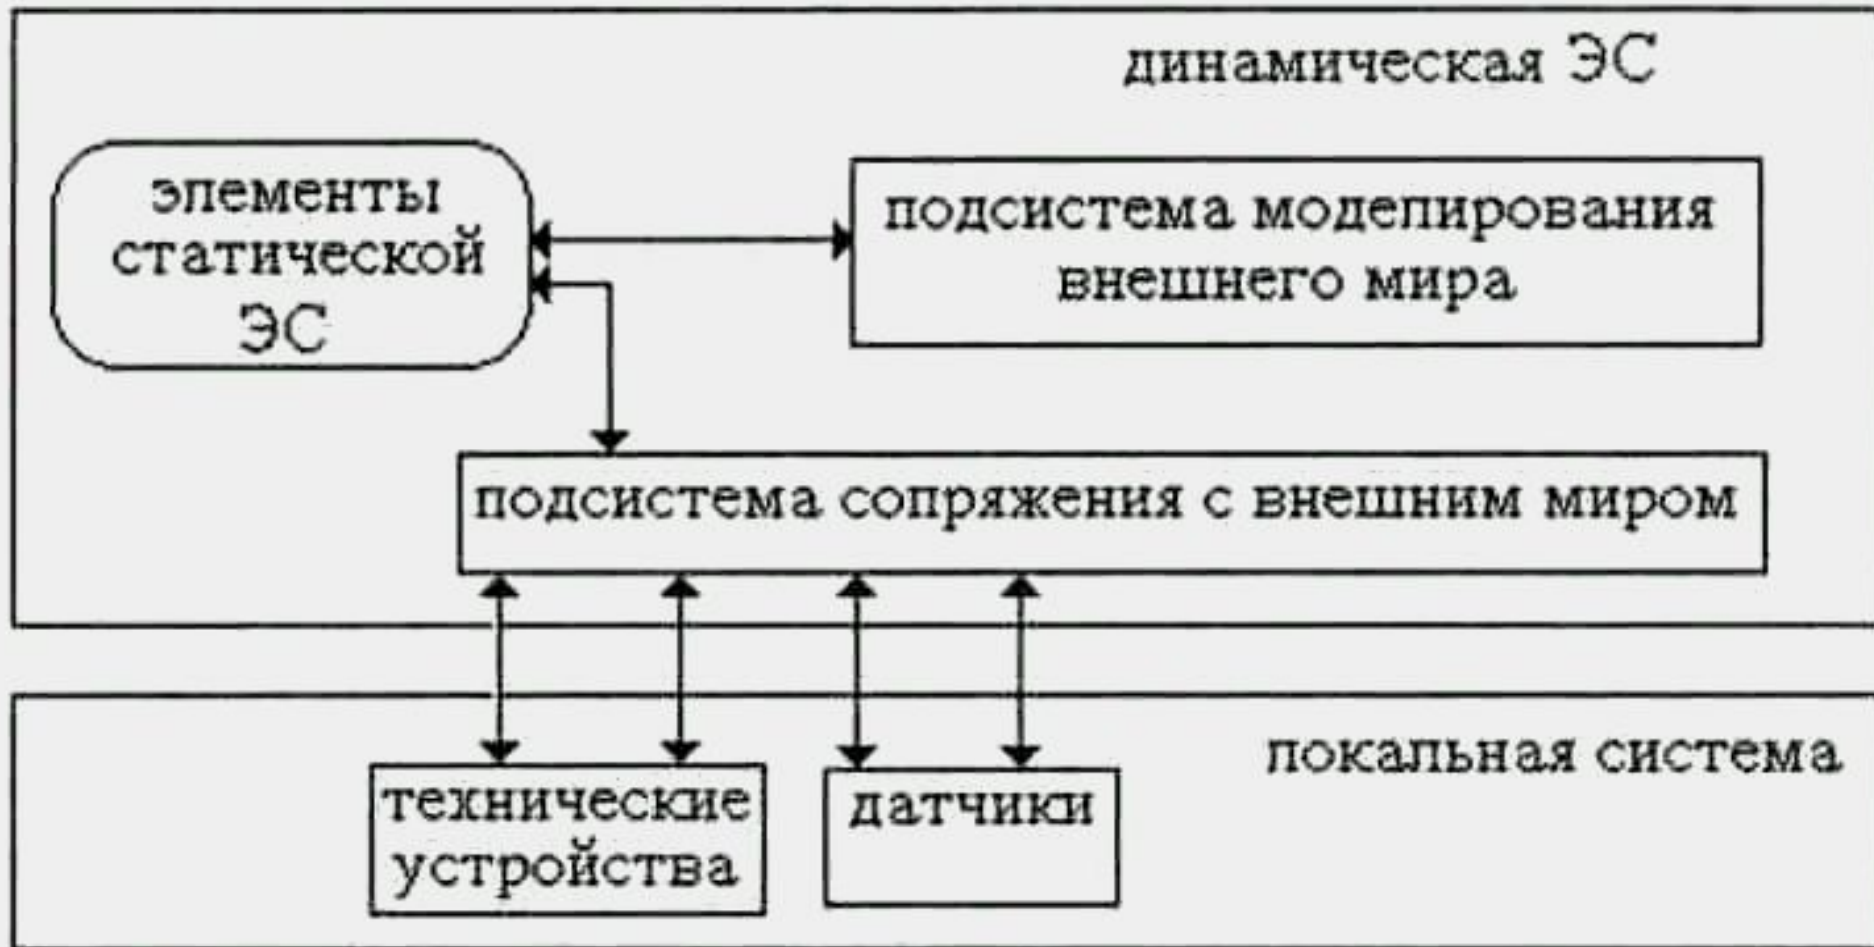 динамическая ЭС
элементы
статической
ЭС
подсистема моделирования
внешнего мира
подсистема сопряжения с внешним миром
локальная система
технические
устройства
датчики